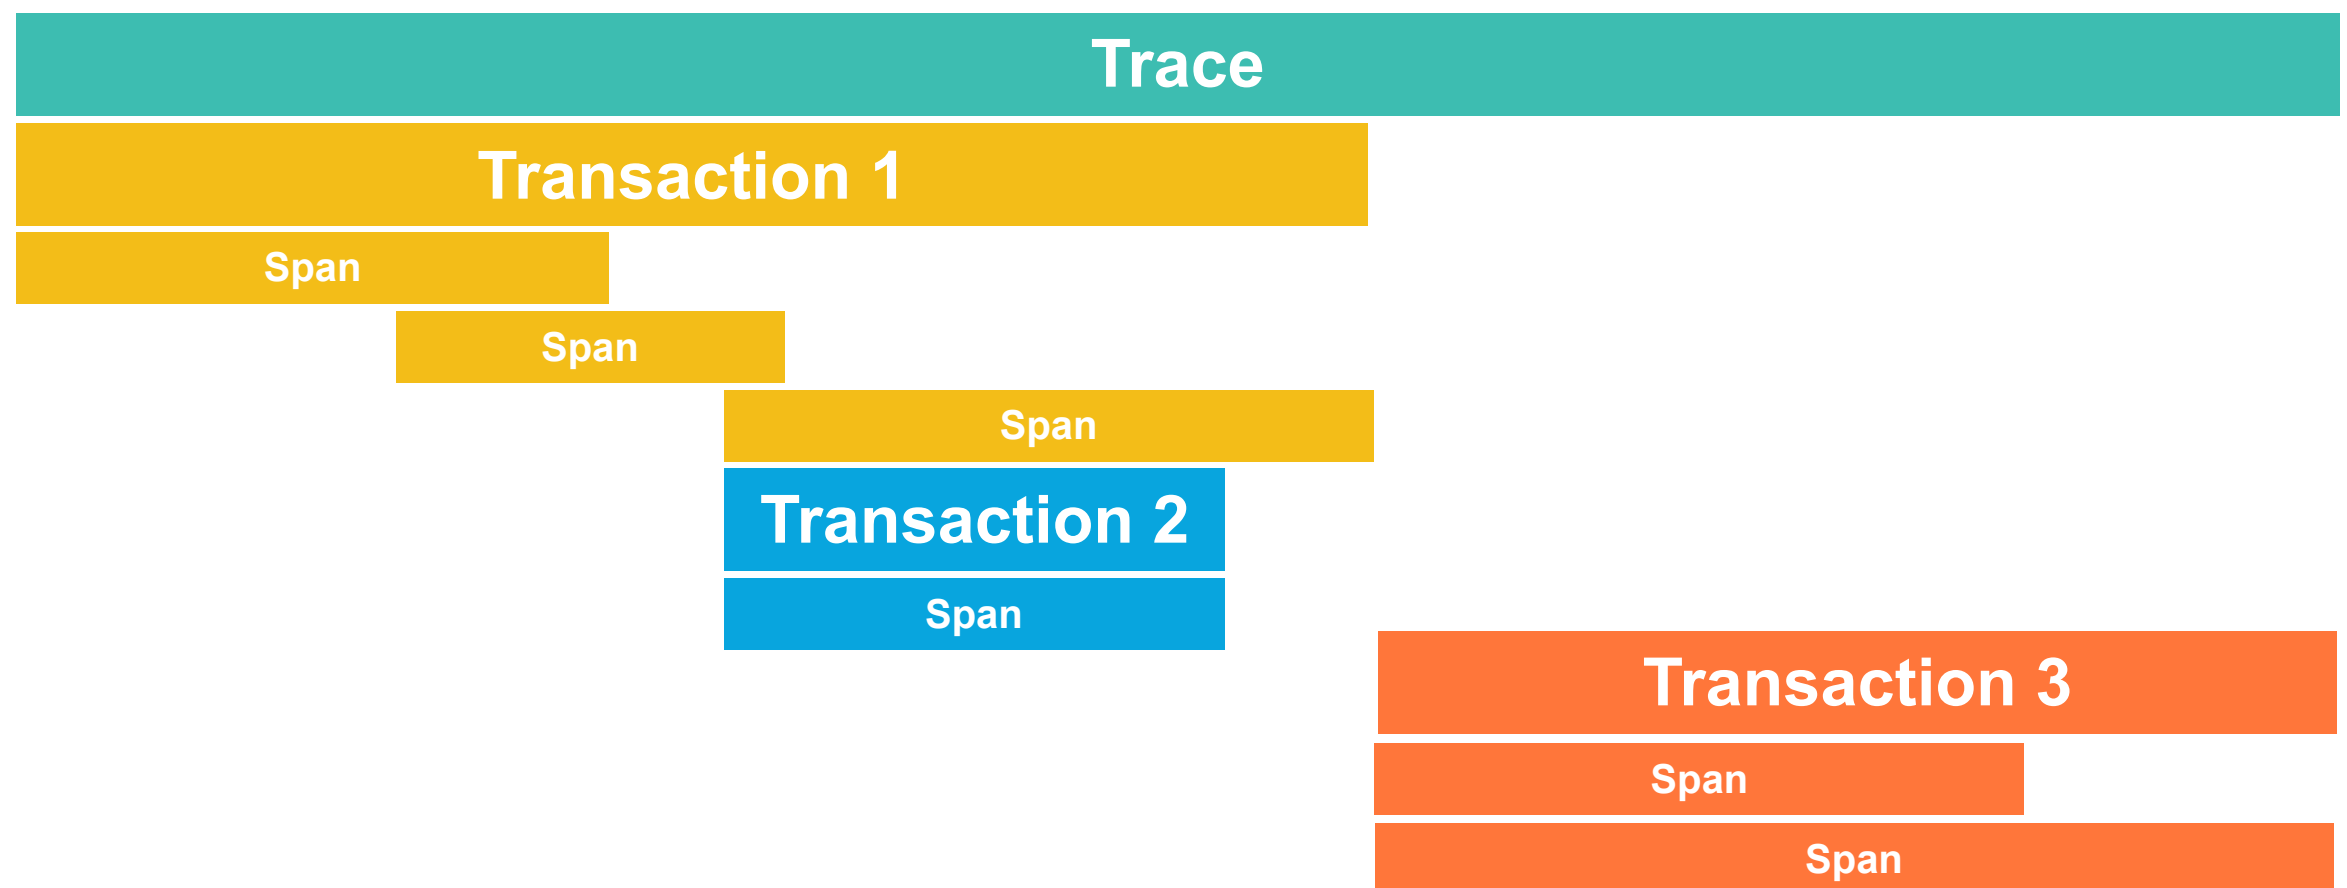 Trace
Transaction 1
Span
Span
Span
Transaction 2
Span
Transaction 3
Span
Span